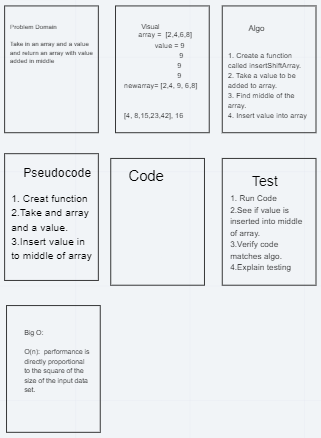 Problem Domain
Take in an array and a value
and return an array with value
added in middle
Visual
array = [2,4,6,8]
value = 9
9
9
9
newarray= [2,4, 9, 6,8]
[4, 8,15,23,42], 16
Algo
1. Create a function
called insertShiftArray.
2. Take a value to be
added to array.
3. Find middle of the
array.
4. Insert value into array
Pseudocode
1. Creat function
2.Take and array
and a value.
3.Insert value in
to middle of array
Code
Test
1. Run Code
2.See if value is
inserted into middle
of array.
3.Verify code
matches algo.
4.Explain testing
Big O:
O(n): performance is
directly proportional
to the square of the
size of the input data
set.